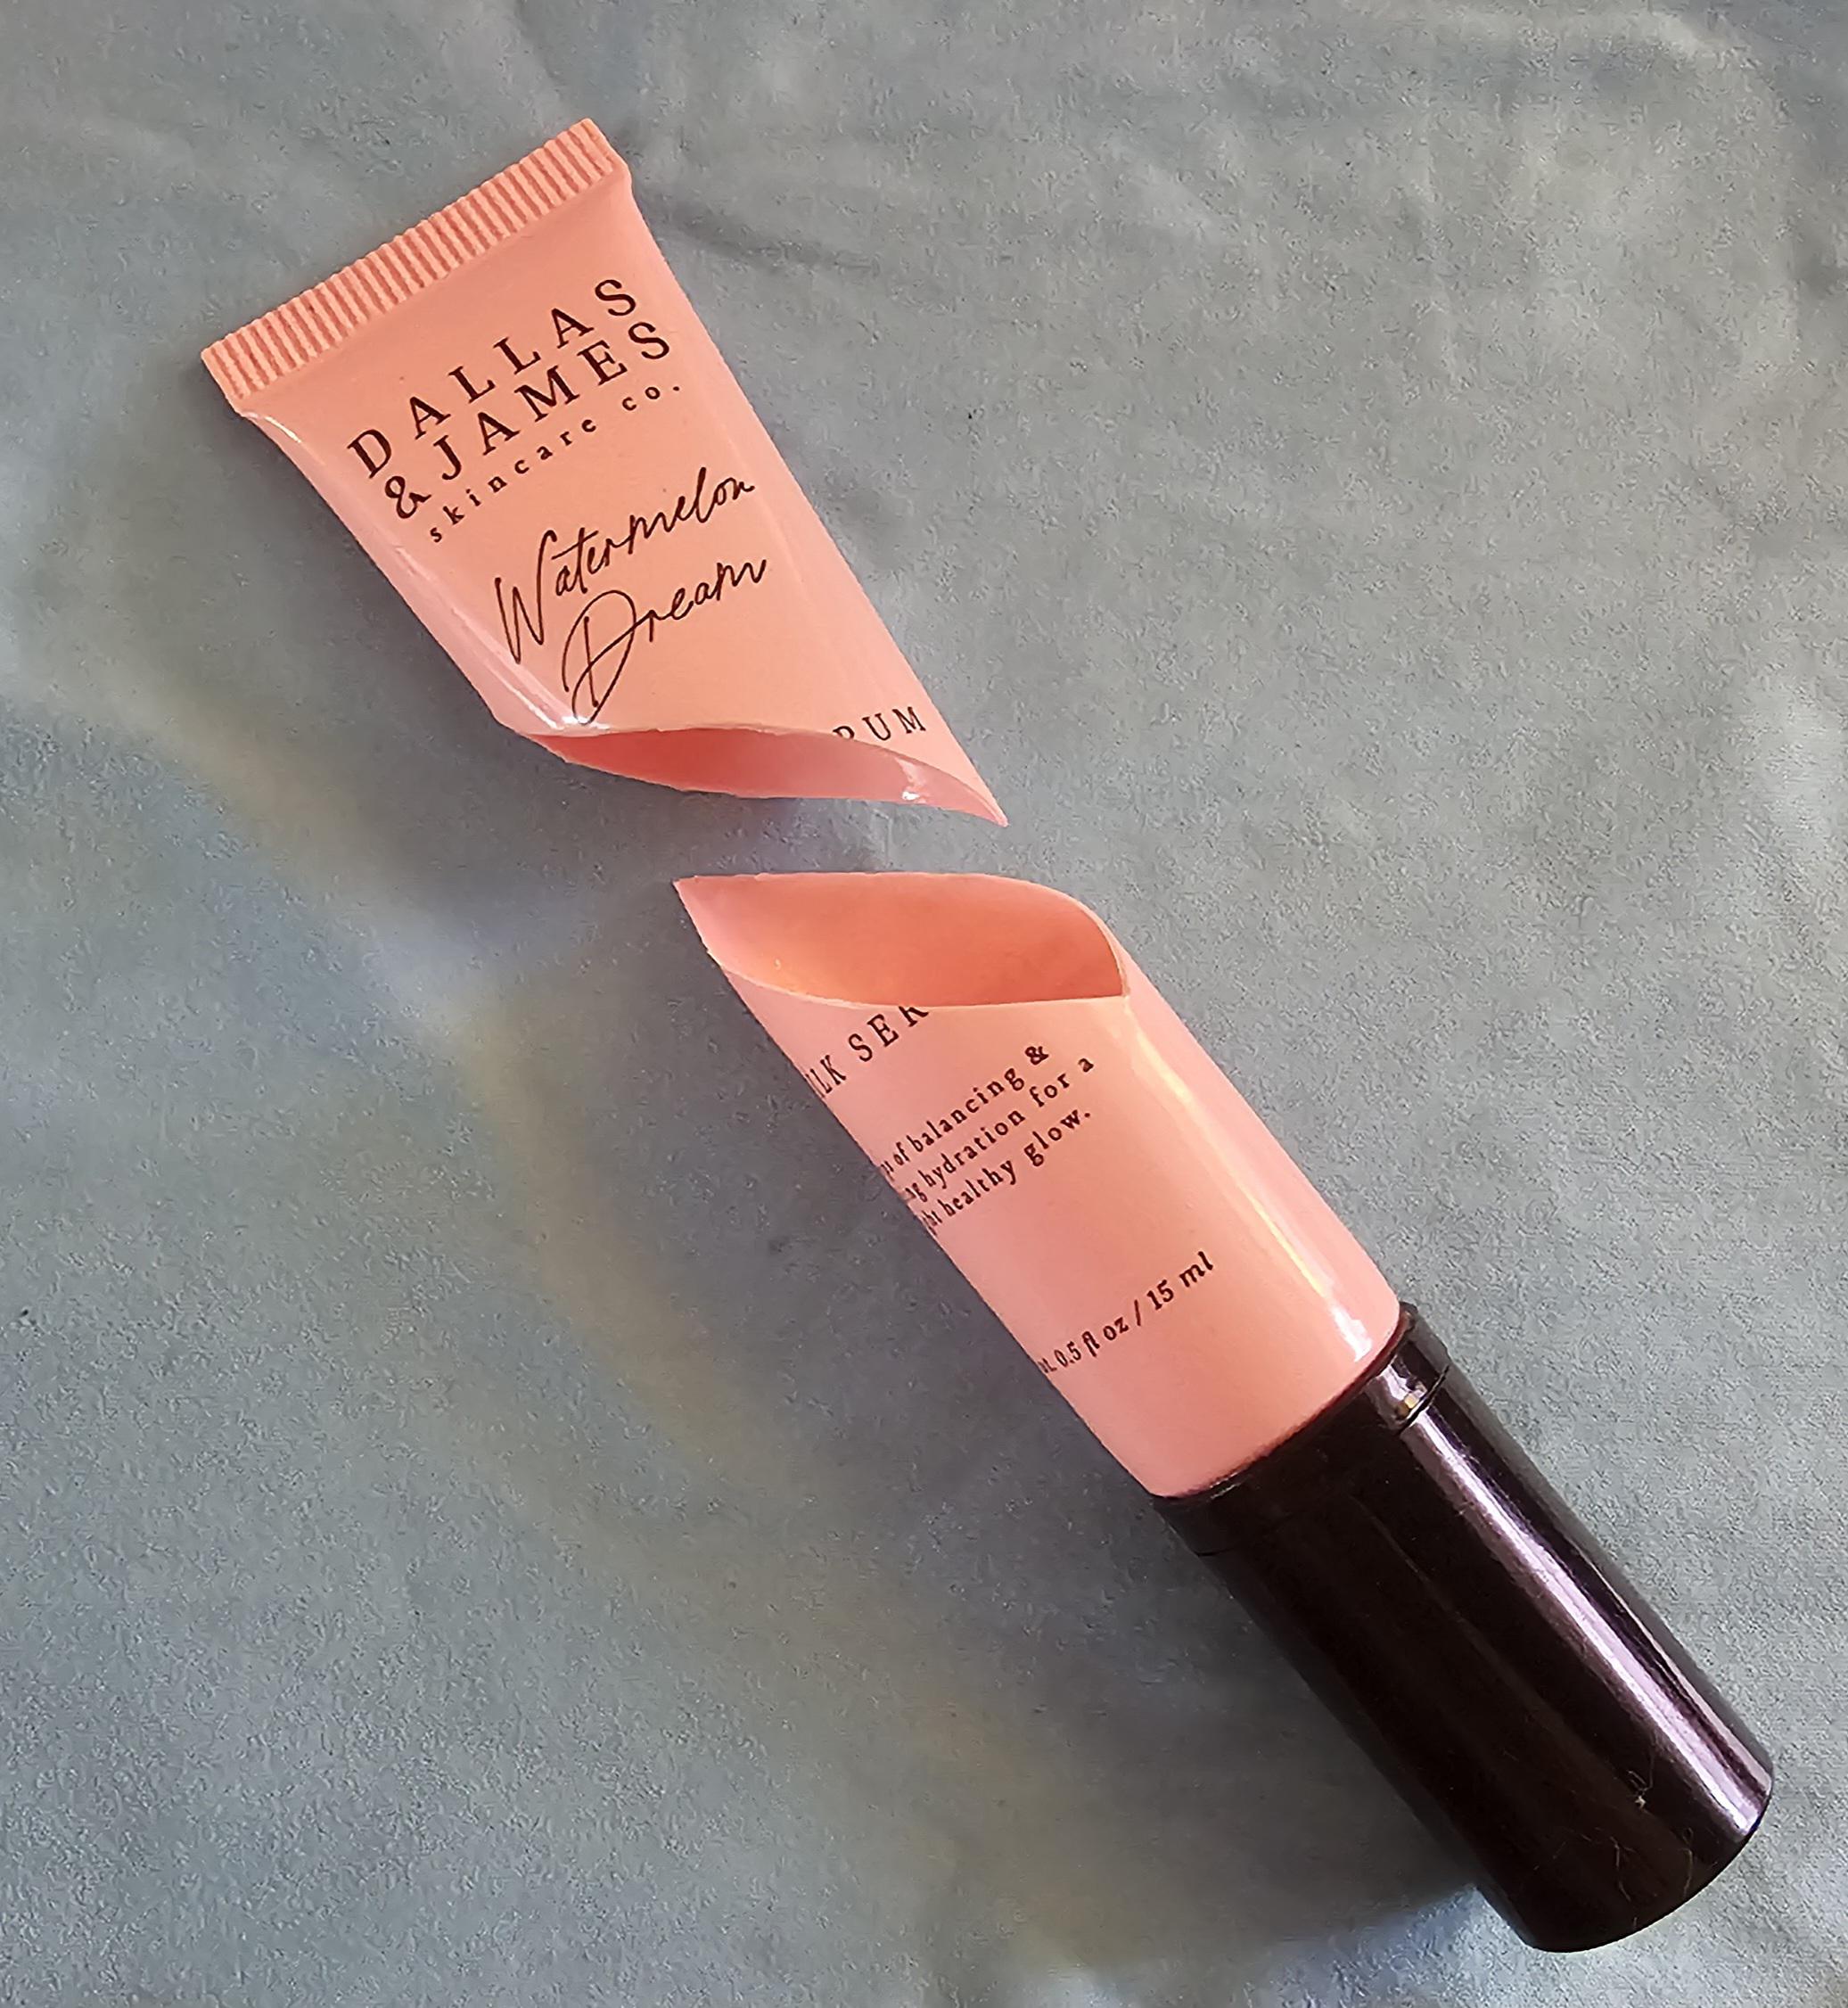 DALLAS
& JAMES
skincare co.
Watermelon
Dream
RUM
LK SER
of balancing &
hydration for a
healthy glow.
0.5 fl oz / 15 ml